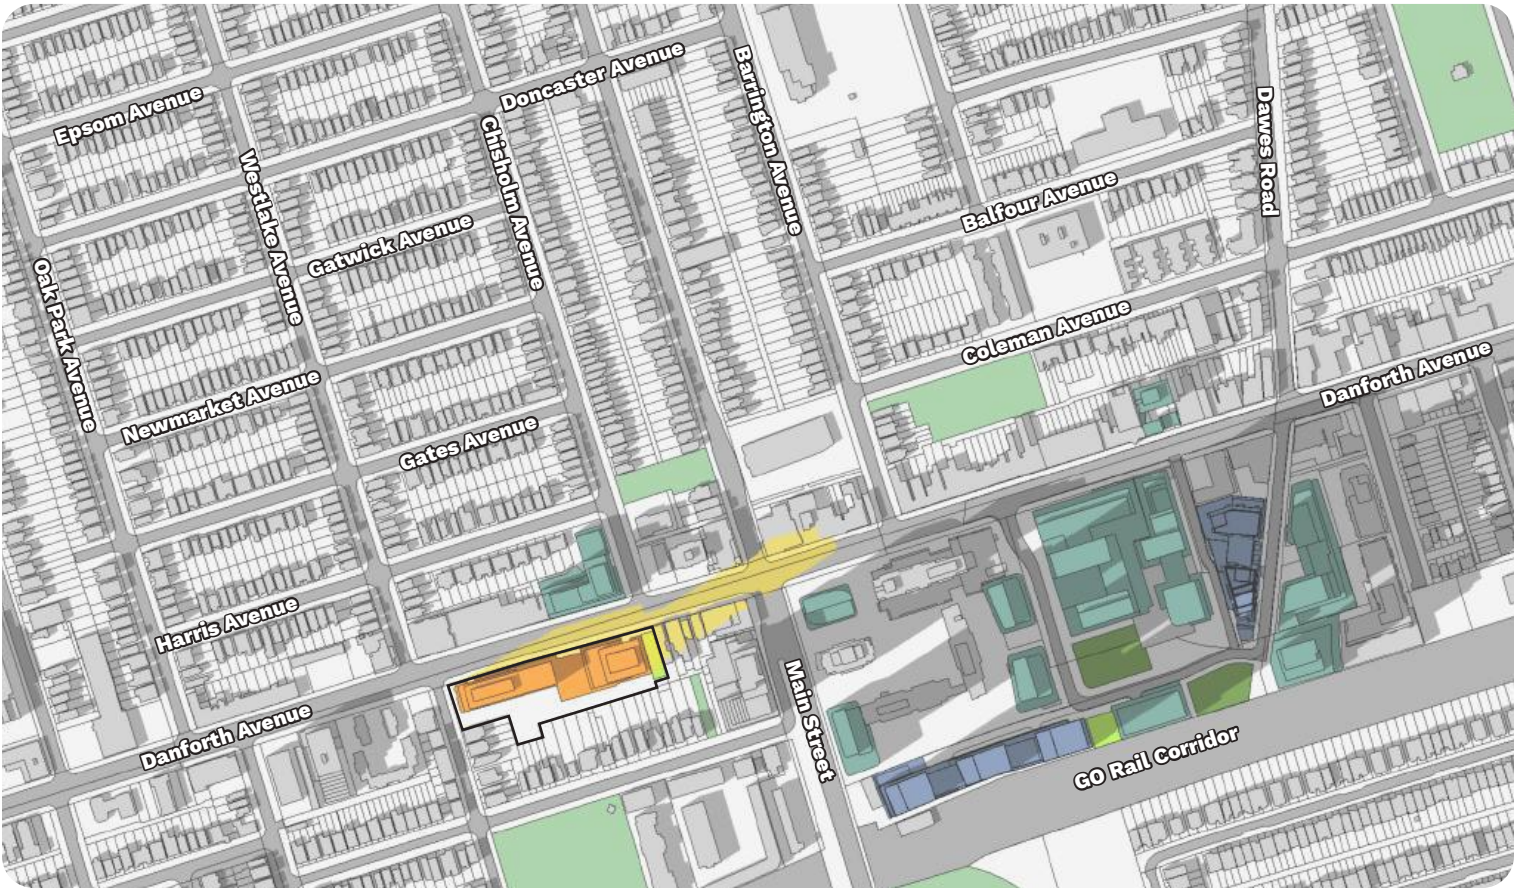 Epsom Avenue
Doncaster Avenue
Barrington Avenue
Dawes Road
Westlake Avenue
Chisholm Avenue
Balfour Avenue
Gatwick Avenue
Oak Park Avenue
Coleman Avenue
Danforth Avenue
Newmarket Avenue
Gates Avenue
Harris Avenue
Danforth Avenue
Main Street
GO Rail Corridor